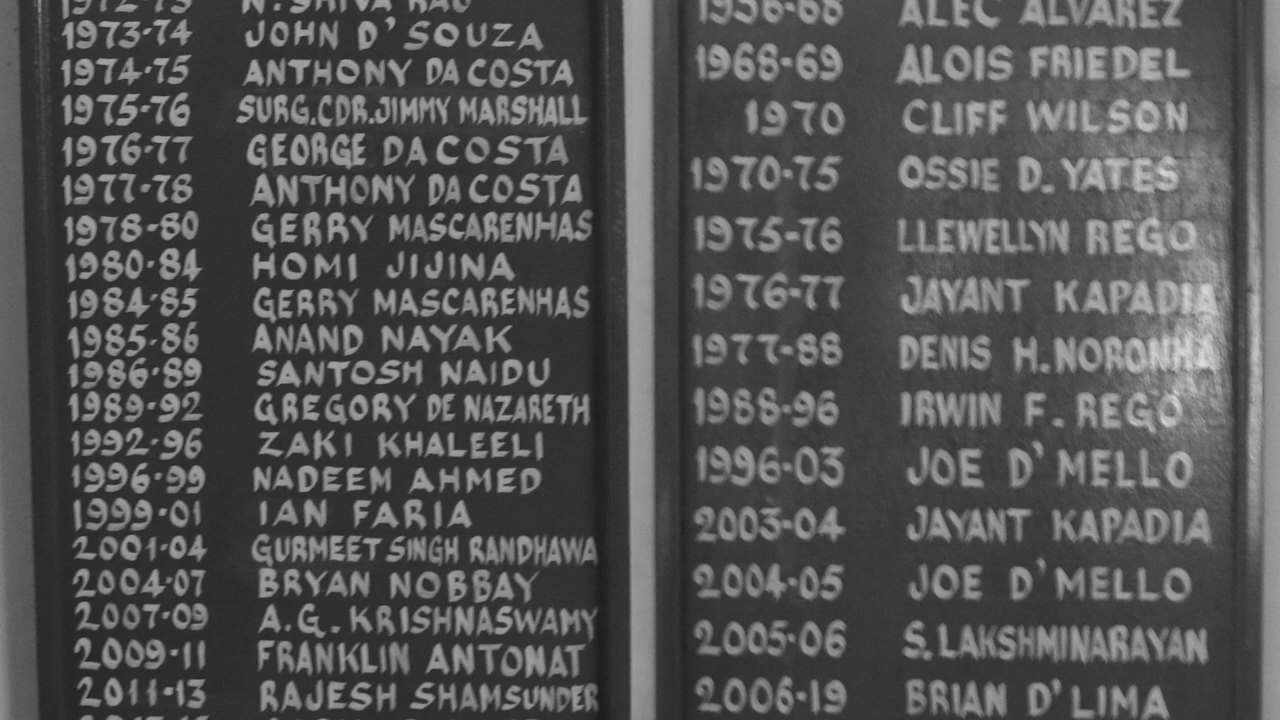 1972-73 N. SHIVA RAO
1973-74 JOHN D'SOUZA
1974-75 ANTHONY DA COSTA
1975-76 SURG.CDR.JIMMY MARSHALL
1976-77 GEORGE DA COSTA
1977-78 ANTHONY DA COSTA
1978-80 GERRY MASCARENHAS
1980-84 HOMI JIJINA
1984-85 GERRY MASCARENHAS
1985-86 ANAND NAYAK
1986-89 SANTOSH NAIDU
1989-92 GREGORY DE NAZARETH
1992-96 ZAKI KHALEELI
1996-99 NADEEM AHMED
1999-01 IAN FARIA
2001-04 GURMEET SINGH RANDHAWA
2004-07 BRYAN NOBBAY
2007-09 A.G. KRISHNASWAMY
2009-11 FRANKLIN ANTONAT
2011-13 RAJESH SHAMSUNDER
1956-68 ALEC ALVAREZ
1968-69 ALOIS FRIEDEL
1970 CLIFF WILSON
1970-75 OSSIE D. YATES
1975-76 LLEWELLYN REGO
1976-77 JAYANT KAPADIA
1977-88 DENIS H. NORONHA
1988-96 IRWIN F. REGO
1996-03 JOE D'MELLO
2003-04 JAYANT KAPADIA
2004-05 JOE D'MELLO
2005-06 S. LAKSHMINARAYAN
2006-19 BRIAN D'LIMA